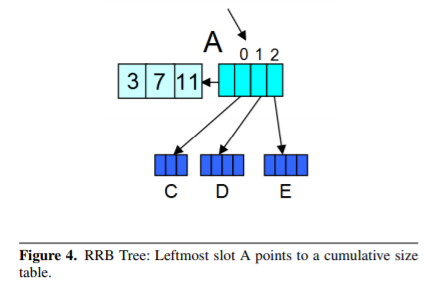 A
0 1 2
3 7 11
C D E
Figure 4. RRB Tree: Leftmost slot A points to a cumulative size
table.